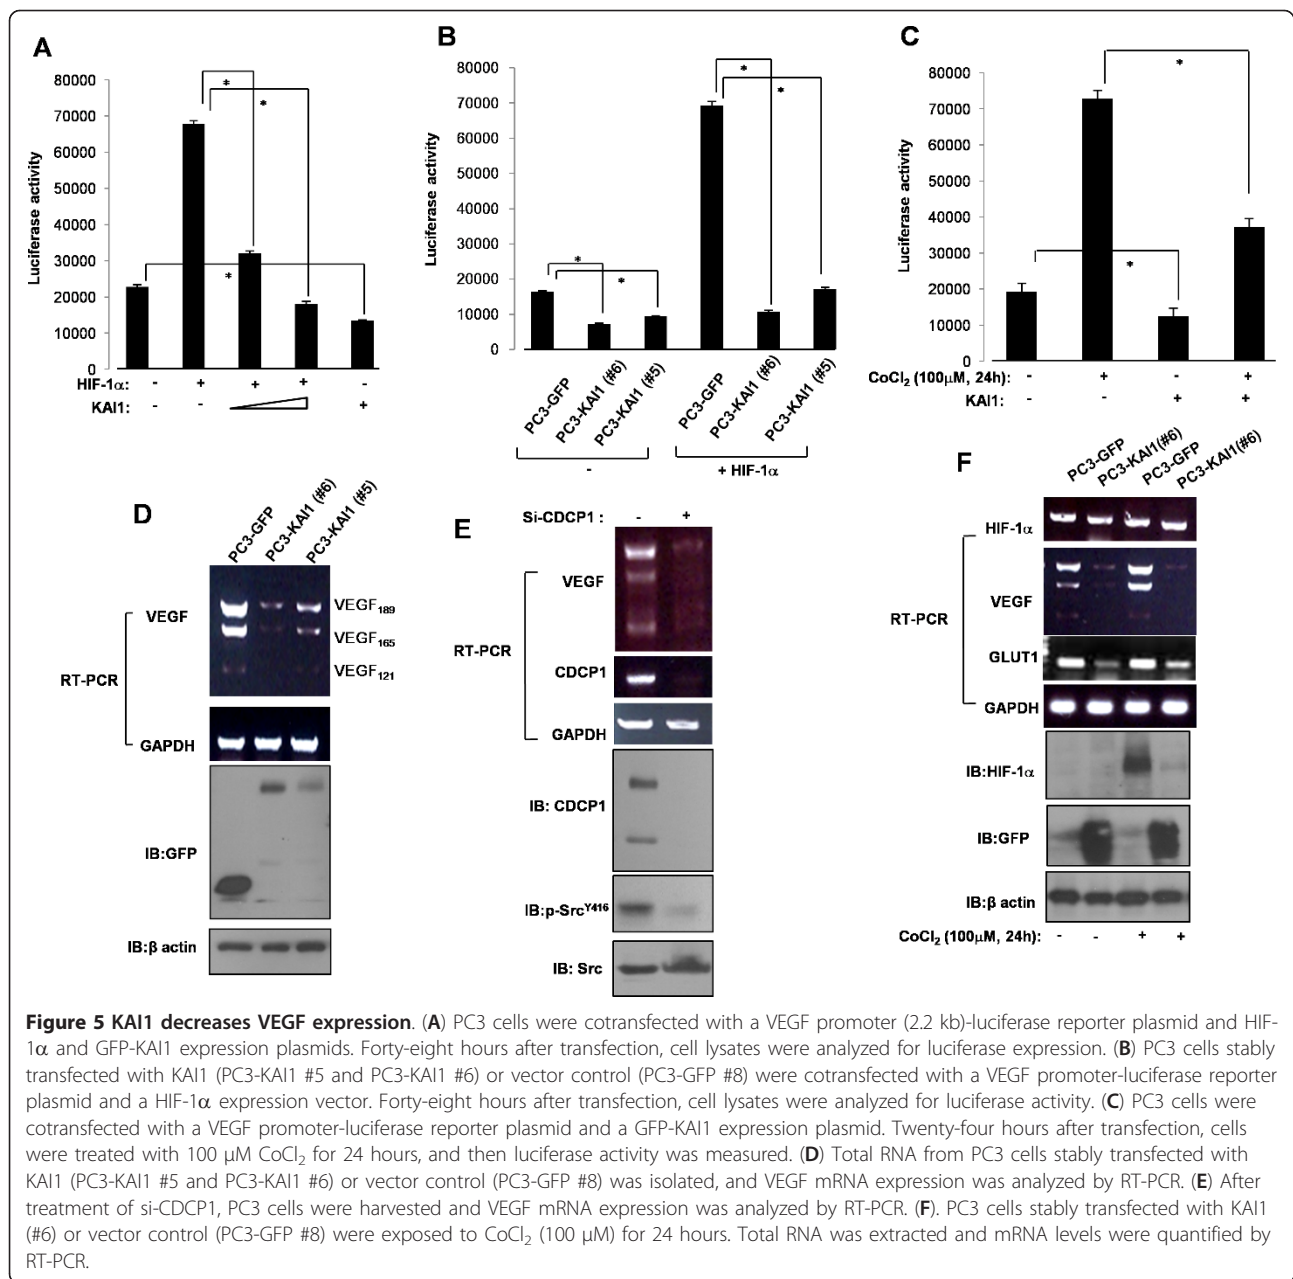 A
80000
70000
60000
50000
40000
30000
20000
10000
0
Luciferase activity
*
*
*
HIF-1α: - + + + -
KAI1: - - +
B
80000
70000
60000
50000
40000
30000
20000
10000
0
Luciferase activity
*
*
*
*
PC3-GFP
PC3-KAI1 (#6)
PC3-KAI1 (#5)
PC3-GFP
PC3-KAI1 (#6)
PC3-KAI1 (#5)
-
+ HIF-1α
C
80000
70000
60000
50000
40000
30000
20000
10000
0
Luciferase activity
*
*
CoCl₂ (100μM, 24h): - + - +
KAI1: - - + +
D
PC3-GFP
PC3-KAI1 (#6)
PC3-KAI1 (#5)
RT-PCR
VEGF
VEGF₁₈₉
VEGF₁₆₅
VEGF₁₂₁
GAPDH
IB:GFP
IB:β actin
E
Si-CDCP1 : - +
RT-PCR
VEGF
CDCP1
GAPDH
IB: CDCP1
IB:p-Srcʸ⁴¹⁶
IB: Src
F
PC3-GFP
PC3-KAI1(#6)
PC3-GFP
PC3-KAI1(#6)
RT-PCR
HIF-1α
VEGF
GLUT1
GAPDH
IB:HIF-1α
IB:GFP
IB:β actin
CoCl₂ (100μM, 24h): - - + +
Figure 5 KAI1 decreases VEGF expression. (A) PC3 cells were cotransfected with a VEGF promoter (2.2 kb)-luciferase reporter plasmid and HIF-
1α and GFP-KAI1 expression plasmids. Forty-eight hours after transfection, cell lysates were analyzed for luciferase expression. (B) PC3 cells stably
transfected with KAI1 (PC3-KAI1 #5 and PC3-KAI1 #6) or vector control (PC3-GFP #8) were cotransfected with a VEGF promoter-luciferase reporter
plasmid and a HIF-1α expression vector. Forty-eight hours after transfection, cell lysates were analyzed for luciferase activity. (C) PC3 cells were
cotransfected with a VEGF promoter-luciferase reporter plasmid and a GFP-KAI1 expression plasmid. Twenty-four hours after transfection, cells
were treated with 100 μM CoCl₂ for 24 hours, and then luciferase activity was measured. (D) Total RNA from PC3 cells stably transfected with
KAI1 (PC3-KAI1 #5 and PC3-KAI1 #6) or vector control (PC3-GFP #8) was isolated, and VEGF mRNA expression was analyzed by RT-PCR. (E) After
treatment of si-CDCP1, PC3 cells were harvested and VEGF mRNA expression was analyzed by RT-PCR. (F). PC3 cells stably transfected with KAI1
(#6) or vector control (PC3-GFP #8) were exposed to CoCl₂ (100 μM) for 24 hours. Total RNA was extracted and mRNA levels were quantified by
RT-PCR.